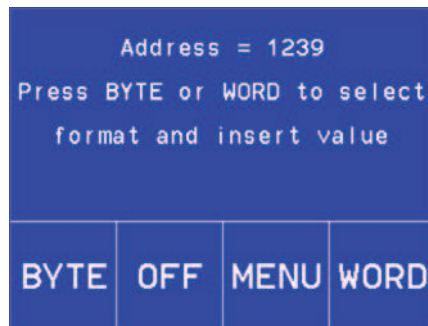 Address = 1239
Press BYTE or WORD to select
format and insert value
BYTE OFF MENU WORD